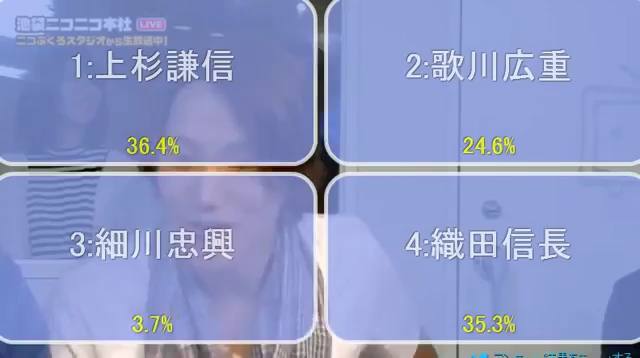 池袋ニコニコ本社 LIVE
ニコぶくろスタジオから生放送中!
1:上杉謙信
36.4%
2:歌川広重
24.6%
3:細川忠興
3.7%
4:織田信長
35.3%